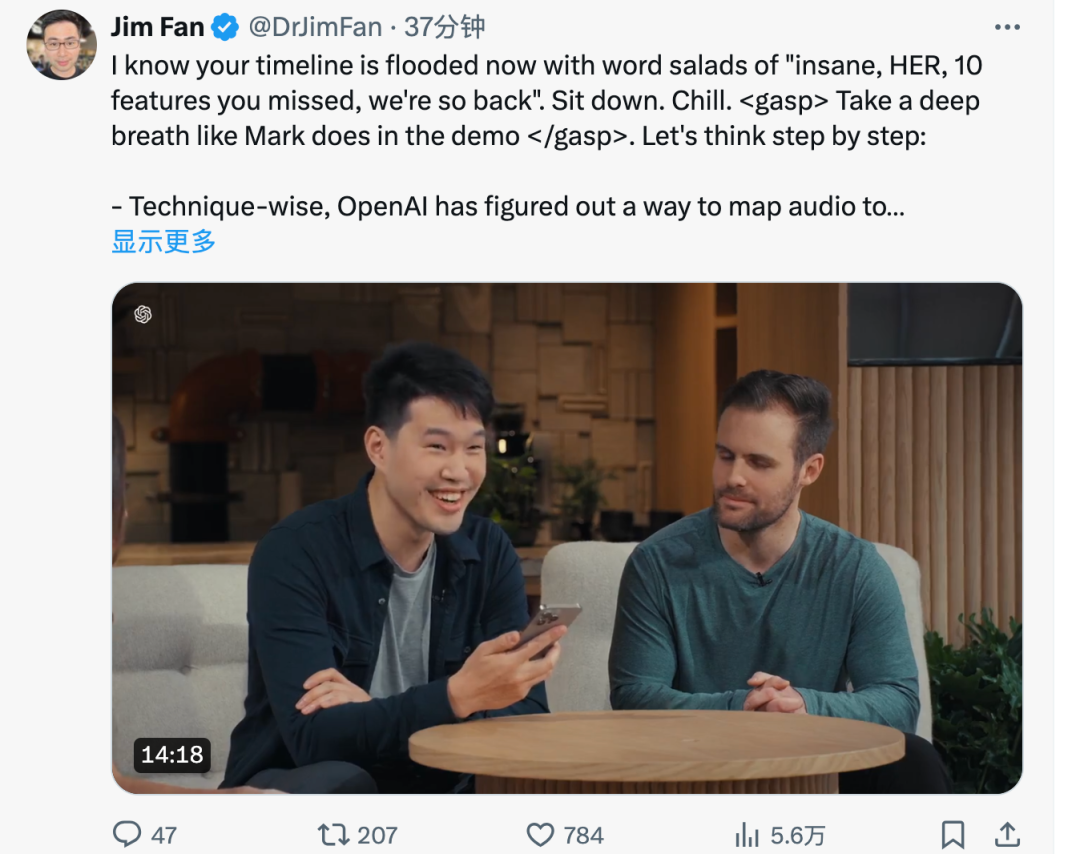 Jim Fan @DrJimFan · 37分钟
I know your timeline is flooded now with word salads of "insane, HER, 10
features you missed, we're so back". Sit down. Chill. <gasp> Take a deep
breath like Mark does in the demo </gasp>. Let's think step by step:
- Technique-wise, OpenAI has figured out a way to map audio to...
显示更多
14:18
47 207 784 5.6万